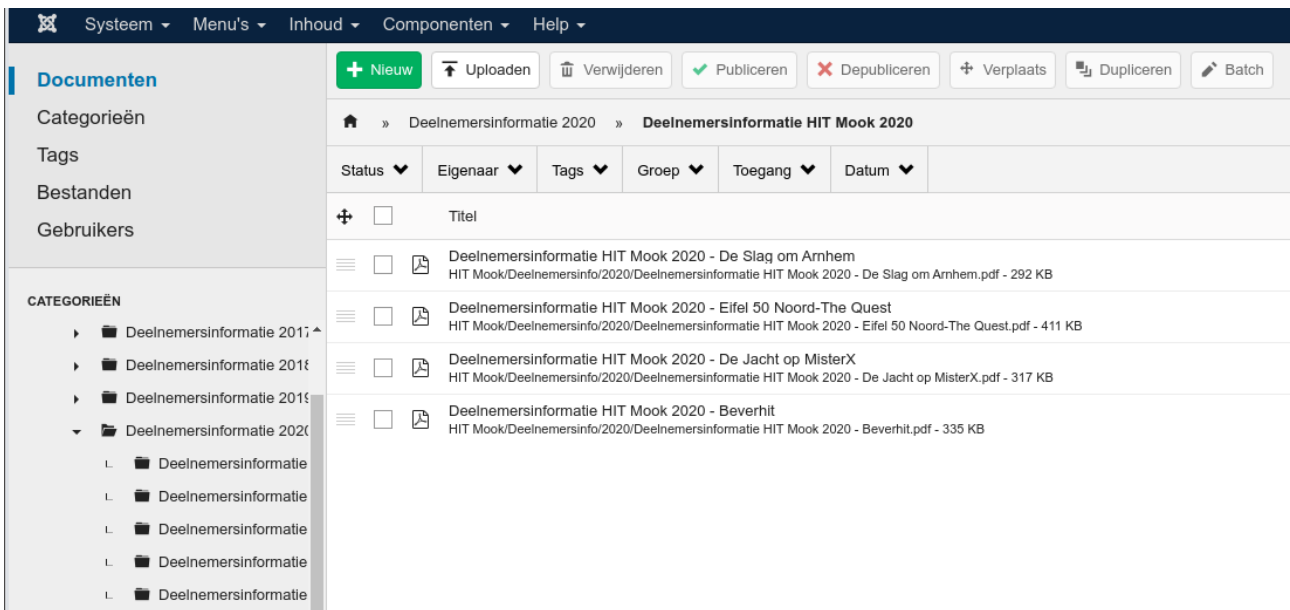 Systeem Menu's Inhoud Componenten Help
Documenten
Categorieën
Tags
Bestanden
Gebruikers
CATEGORIEËN
Deelnemersinformatie 2017
Deelnemersinformatie 2018
Deelnemersinformatie 2019
Deelnemersinformatie 2020
Deelnemersinformatie
Deelnemersinformatie
Deelnemersinformatie
Deelnemersinformatie
Deelnemersinformatie
Nieuw Uploaden Verwijderen Publiceren Depubliceren Verplaats Dupliceren Batch
» Deelnemersinformatie 2020 » Deelnemersinformatie HIT Mook 2020
Status Eigenaar Tags Groep Toegang Datum
Titel
Deelnemersinformatie HIT Mook 2020 - De Slag om Arnhem
HIT Mook/Deelnemersinfo/2020/Deelnemersinformatie HIT Mook 2020 - De Slag om Arnhem.pdf - 292 KB
Deelnemersinformatie HIT Mook 2020 - Eifel 50 Noord-The Quest
HIT Mook/Deelnemersinfo/2020/Deelnemersinformatie HIT Mook 2020 - Eifel 50 Noord-The Quest.pdf - 411 KB
Deelnemersinformatie HIT Mook 2020 - De Jacht op MisterX
HIT Mook/Deelnemersinfo/2020/Deelnemersinformatie HIT Mook 2020 - De Jacht op MisterX.pdf - 317 KB
Deelnemersinformatie HIT Mook 2020 - Beverhit
HIT Mook/Deelnemersinfo/2020/Deelnemersinformatie HIT Mook 2020 - Beverhit.pdf - 335 KB